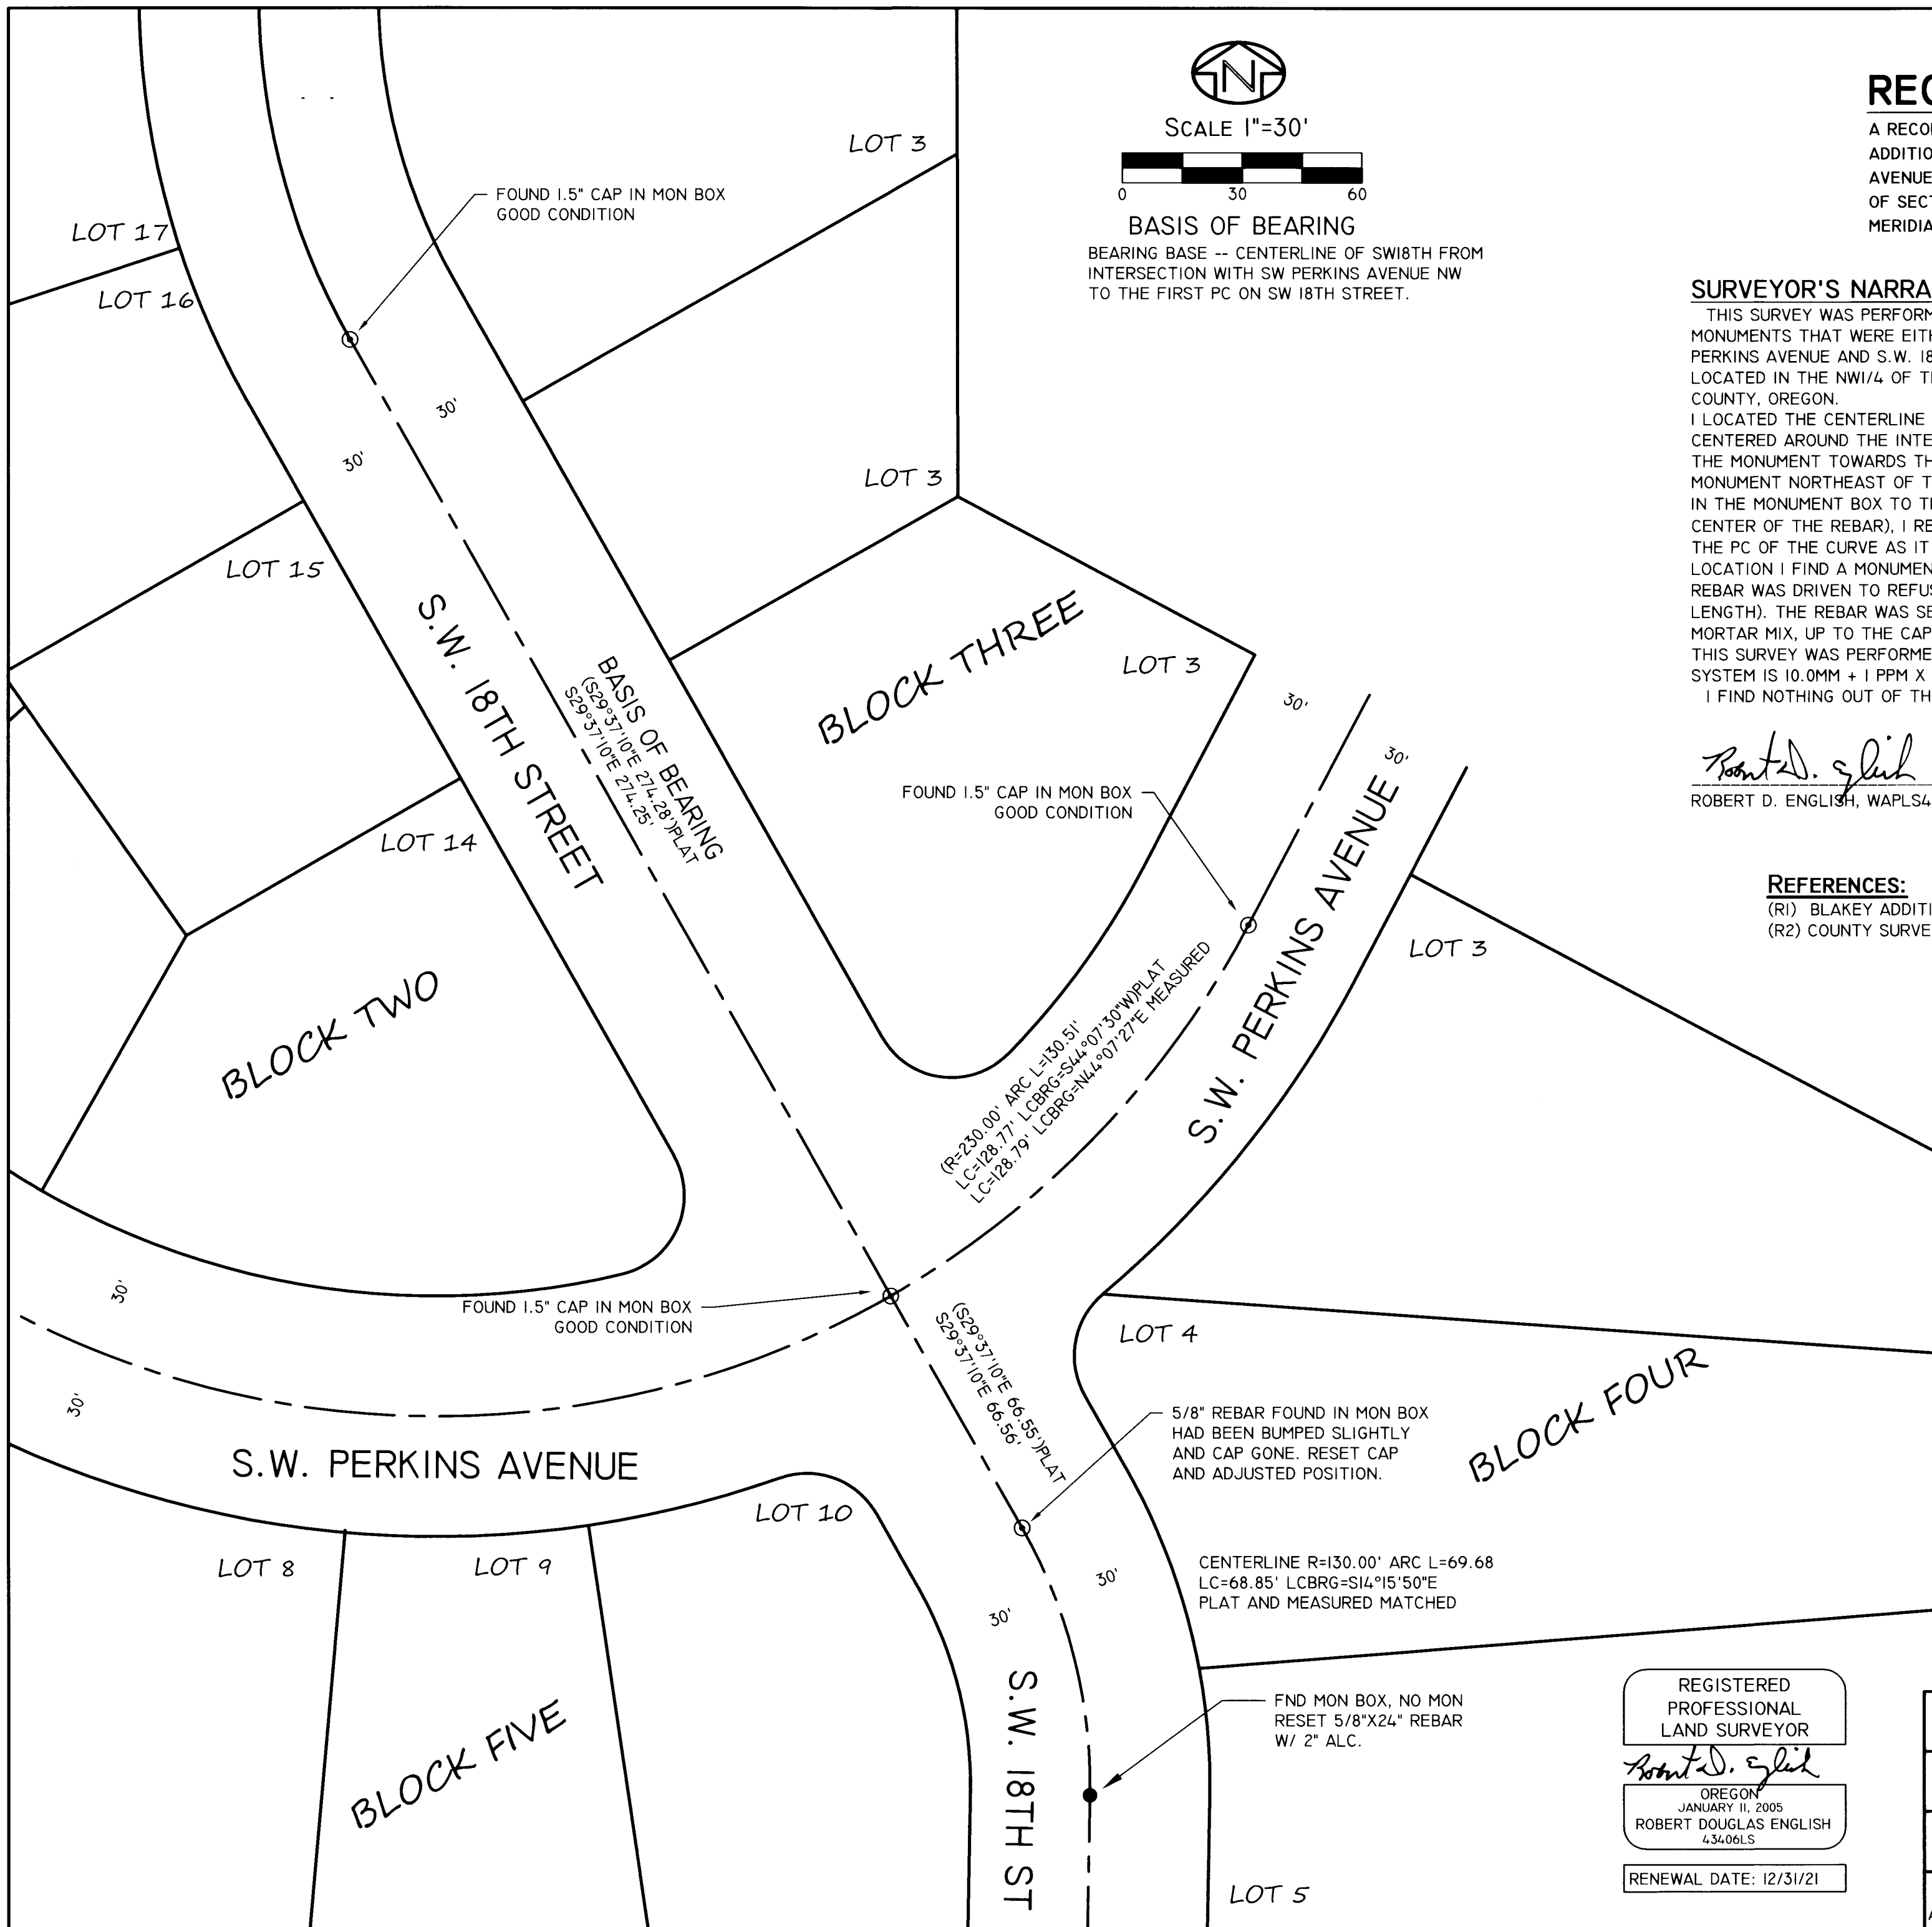 N
SCALE 1"=30'
0 30 60
BASIS OF BEARING
BEARING BASE -- CENTERLINE OF SW18TH FROM
INTERSECTION WITH SW PERKINS AVENUE NW
TO THE FIRST PC ON SW 18TH STREET.
REC
A RECO
ADDITIO
AVENUE
OF SECT
MERIDIA
SURVEYOR'S NARRA
THIS SURVEY WAS PERFORM
MONUMENTS THAT WERE EITH
PERKINS AVENUE AND S.W. 18
LOCATED IN THE NW1/4 OF TH
COUNTY, OREGON.
I LOCATED THE CENTERLINE
CENTERED AROUND THE INTE
THE MONUMENT TOWARDS TH
MONUMENT NORTHEAST OF T
IN THE MONUMENT BOX TO TH
CENTER OF THE REBAR), I RE
THE PC OF THE CURVE AS IT
LOCATION I FIND A MONUMEN
REBAR WAS DRIVEN TO REFUS
LENGTH). THE REBAR WAS SE
MORTAR MIX, UP TO THE CAP
THIS SURVEY WAS PERFORME
SYSTEM IS 10.0MM + 1 PPM X
I FIND NOTHING OUT OF TH
Robert D. English
ROBERT D. ENGLISH, WAPLS4
REFERENCES:
(R1) BLAKEY ADDITI
(R2) COUNTY SURVE
LOT 3
FOUND 1.5" CAP IN MON BOX
GOOD CONDITION
LOT 17
LOT 16
30'
30'
LOT 3
LOT 15
S.W. 18TH STREET
BASIS OF BEARING
(S29°37'10"E 274.28')PLAT
S29°37'10"E 274.25'
BLOCK THREE
LOT 3
30'
30'
FOUND 1.5" CAP IN MON BOX
GOOD CONDITION
LOT 14
S.W. PERKINS AVENUE
LOT 3
BLOCK TWO
(R=230.00' ARC L=130.51'
LC=128.77' LCBRG=S44°07'30"W)PLAT
LC=128.79' LCBRG=N44°07'27"E MEASURED
30'
30'
FOUND 1.5" CAP IN MON BOX
GOOD CONDITION
(S29°37'10"E 66.55')PLAT
S29°37'10"E 66.56'
LOT 4
BLOCK FOUR
5/8" REBAR FOUND IN MON BOX
HAD BEEN BUMPED SLIGHTLY
AND CAP GONE. RESET CAP
AND ADJUSTED POSITION.
S.W. PERKINS AVENUE
LOT 10
LOT 8
LOT 9
CENTERLINE R=130.00' ARC L=69.68
LC=68.85' LCBRG=S14°15'50"E
PLAT AND MEASURED MATCHED
30'
30'
S.W. 18TH ST
FND MON BOX, NO MON
RESET 5/8"X24" REBAR
W/ 2" ALC.
BLOCK FIVE
LOT 5
REGISTERED
PROFESSIONAL
LAND SURVEYOR
Robert D. English
OREGON
JANUARY 11, 2005
ROBERT DOUGLAS ENGLISH
43406LS
RENEWAL DATE: 12/31/21